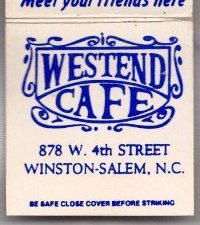 Meet your friends here
WESTEND
CAFE
878 W. 4th STREET
WINSTON-SALEM, N.C.
BE SAFE CLOSE COVER BEFORE STRIKING